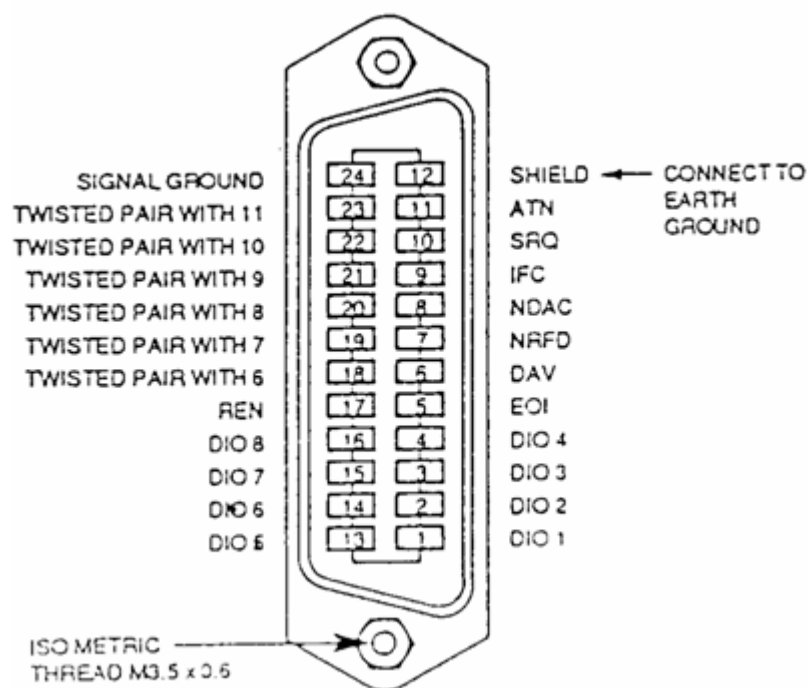 SIGNAL GROUND 24 12 SHIELD CONNECT TO
TWISTED PAIR WITH 11 23 11 ATN EARTH
TWISTED PAIR WITH 10 22 10 SRQ GROUND
TWISTED PAIR WITH 9 21 9 IFC
TWISTED PAIR WITH 8 20 8 NDAC
TWISTED PAIR WITH 7 19 7 NRFD
TWISTED PAIR WITH 6 18 6 DAV
REN 17 5 EOI
DIO 8 16 4 DIO 4
DIO 7 15 3 DIO 3
DIO 6 14 2 DIO 2
DIO 13 1 DIO 1
ISO METRIC
THREAD M3.5 x